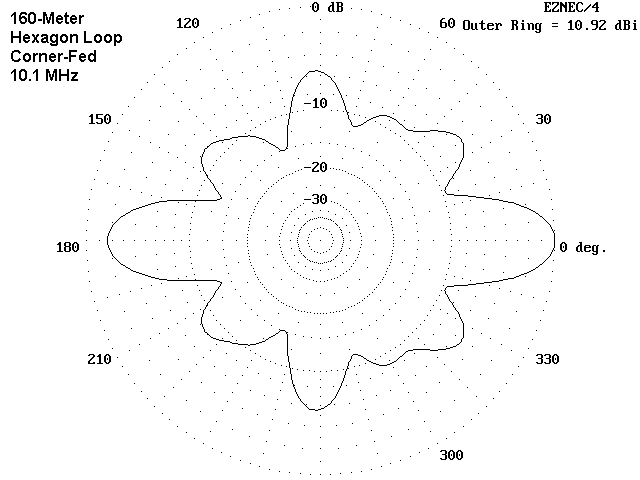 160-Meter
Hexagon Loop
Corner-Fed
10.1 MHz
0 dB
EZNEC/4
Outer Ring = 10.92 dBi
120
60
-10
150
30
-20
-30
180
0 deg.
210
330
300